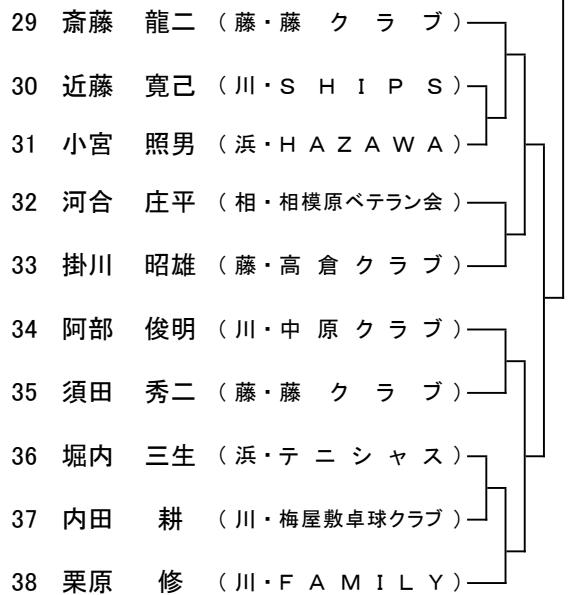 29 斎藤 龍二 (藤・藤クラブ)
30 近藤 寛己 (川・SHIPS)
31 小宮 照男 (浜・HAZAWA)
32 河合 庄平 (相・相模原ベテラン会)
33 掛川 昭雄 (藤・高倉クラブ)
34 阿部 俊明 (川・中原クラブ)
35 須田 秀二 (藤・藤クラブ)
36 堀内 三生 (浜・テニシャス)
37 内田 耕 (川・梅屋敷卓球クラブ)
38 栗原 修 (川・FAMILY)